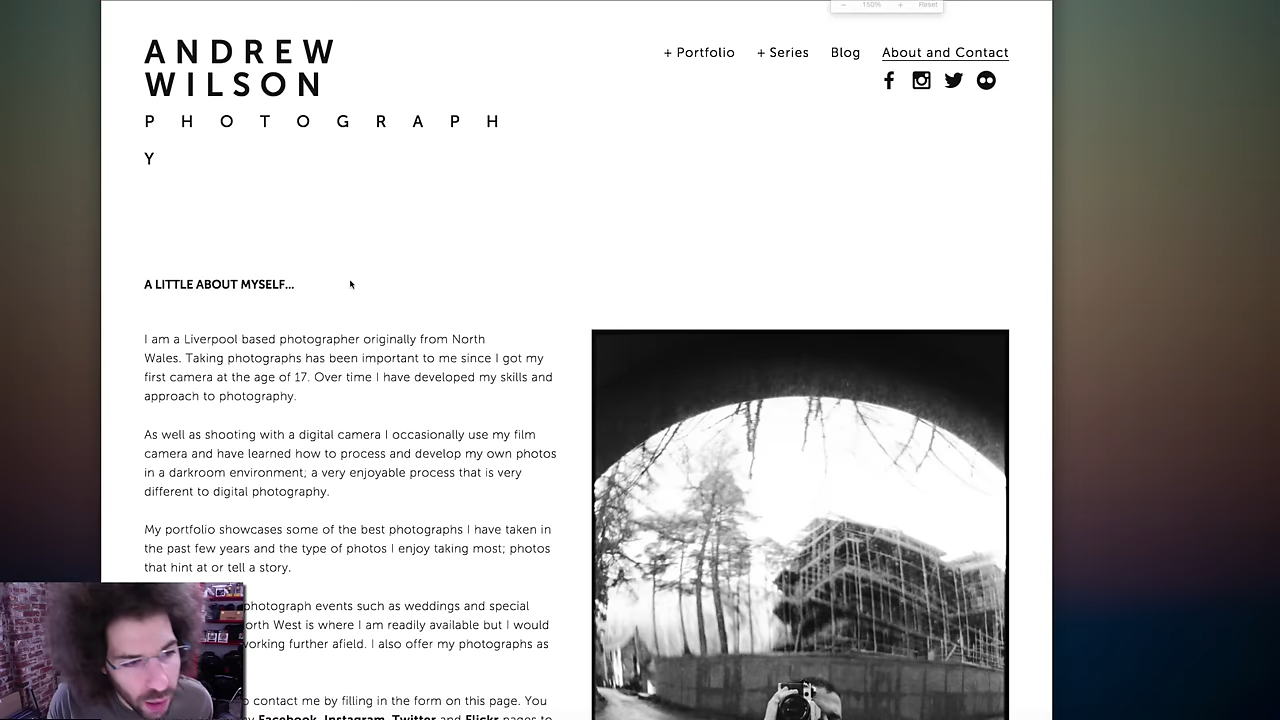 150% Reset
ANDREW
WILSON
PHOTOGRAPH
Y
+ Portfolio + Series Blog About and Contact
A LITTLE ABOUT MYSELF...
I am a Liverpool based photographer originally from North
Wales. Taking photographs has been important to me since I got my
first camera at the age of 17. Over time I have developed my skills and
approach to photography.
As well as shooting with a digital camera I occasionally use my film
camera and have learned how to process and develop my own photos
in a darkroom environment; a very enjoyable process that is very
different to digital photography.
My portfolio showcases some of the best photographs I have taken in
the past few years and the type of photos I enjoy taking most; photos
that hint at or tell a story.
photograph events such as weddings and special
orth West is where I am readily available but I would
working further afield. I also offer my photographs as
contact me by filling in the form on this page. You
Facebook, Instagram, Twitter and Flickr pages to